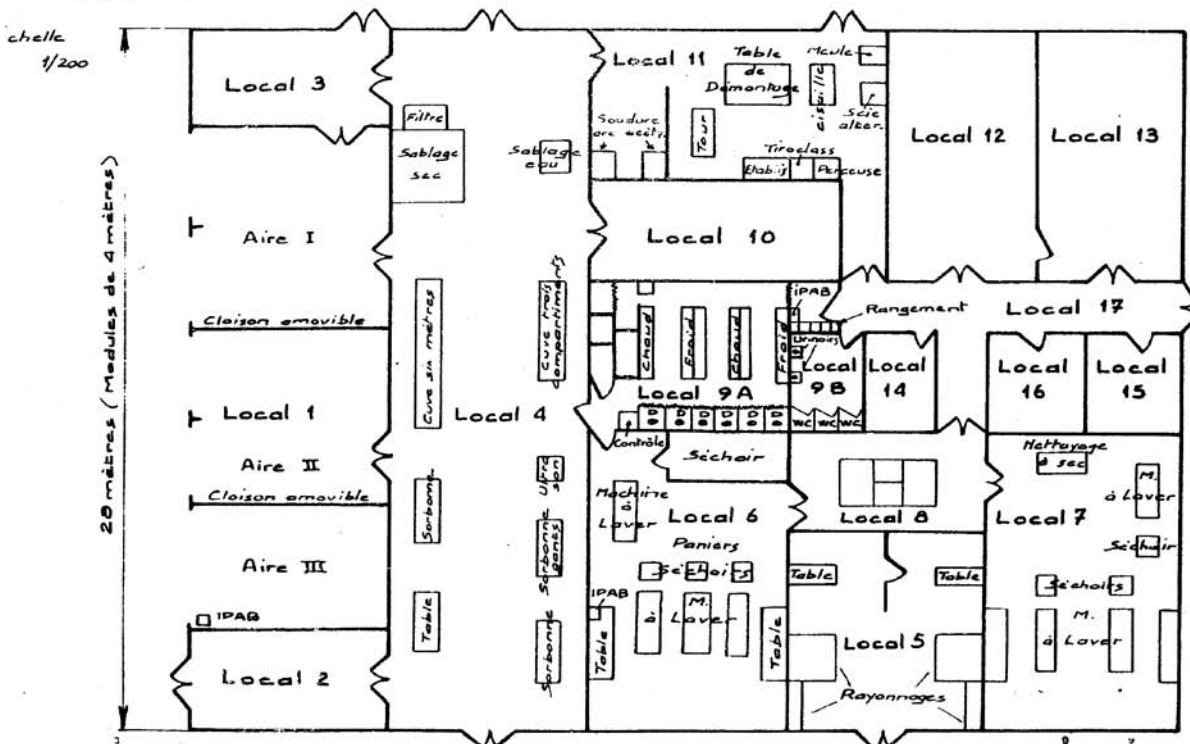 chelle
1/200
28 mètres (Modules de 4 mètres)
Local 3
Aire I
Cloison amovible
Local 1
Aire II
Cloison amovible
Aire III
IPAB
Local 2
Filtre
Sablage
sec
Sablage
eau
Cuve six mètres
Cuve trois
compartiments
Local 4
Sorbonne
Ultra
son
Sorbonne
Table
Sorbonne
Local 11
Table
de
Démontage
Meule
Cisaille
Scie
alter.
Soudure
Tour
Tiroclass
Etablis
Perceuse
Local 10
Local 12
Local 13
Chaud
Froid
Chaud
Froid
IPAB
Rangement
Local 17
Urinoirs
Local 9A
Local
9B
Local
14
Local
16
Local
15
WC
WC
WC
Contrôle
Séchoir
Machine
à
Laver
Local 6
Paniers
Séchoirs
IPAB
Table
à
M.
Laver
Table
Local 8
Table
Table
Local 5
Rayonnages
Nettoyage
à sec
M.
à Laver
Local 7
Séchoir
Séchoirs
M.
à Laver